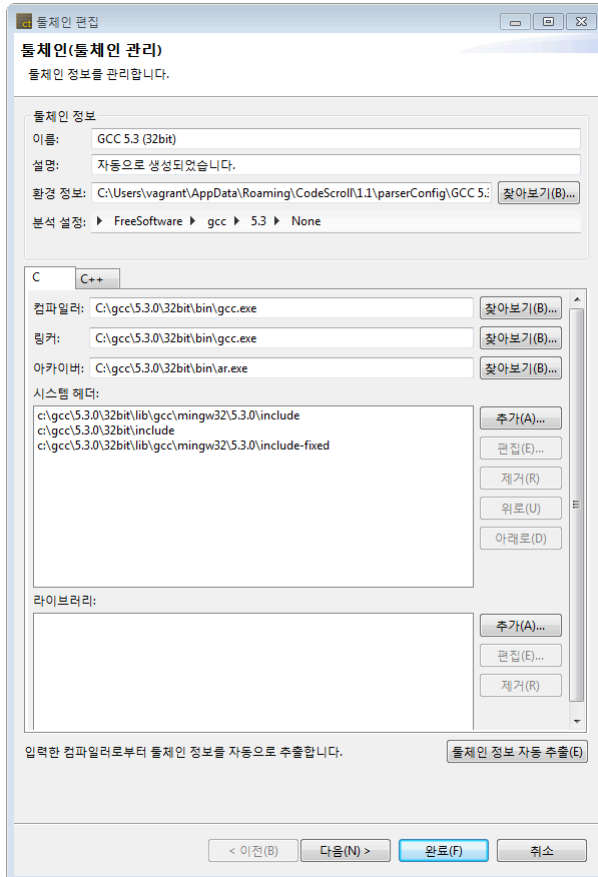 ct 툴체인 편집
툴체인(툴체인 관리)
툴체인 정보를 관리합니다.
툴체인 정보
이름: GCC 5.3 (32bit)
설명: 자동으로 생성되었습니다.
환경 정보: C:\Users\vagrant\AppData\Roaming\CodeScroll\1.1\parserConfig\GCC 5.3 찾아보기(B)...
분석 설정: FreeSoftware gcc 5.3 None
C C++
컴파일러: C:\gcc\5.3.0\32bit\bin\gcc.exe 찾아보기(B)...
링커: C:\gcc\5.3.0\32bit\bin\gcc.exe 찾아보기(B)...
아카이버: C:\gcc\5.3.0\32bit\bin\ar.exe 찾아보기(B)...
시스템 헤더:
c:\gcc\5.3.0\32bit\lib\gcc\mingw32\5.3.0\include
c:\gcc\5.3.0\32bit\include
c:\gcc\5.3.0\32bit\lib\gcc\mingw32\5.3.0\include-fixed
추가(A)...
편집(E)...
제거(R)
위로(U)
아래로(D)
라이브러리:
추가(A)...
편집(E)...
제거(R)
입력한 컴파일러로부터 툴체인 정보를 자동으로 추출합니다. 툴체인 정보 자동 추출(E)
< 이전(B) 다음(N) > 완료(F) 취소